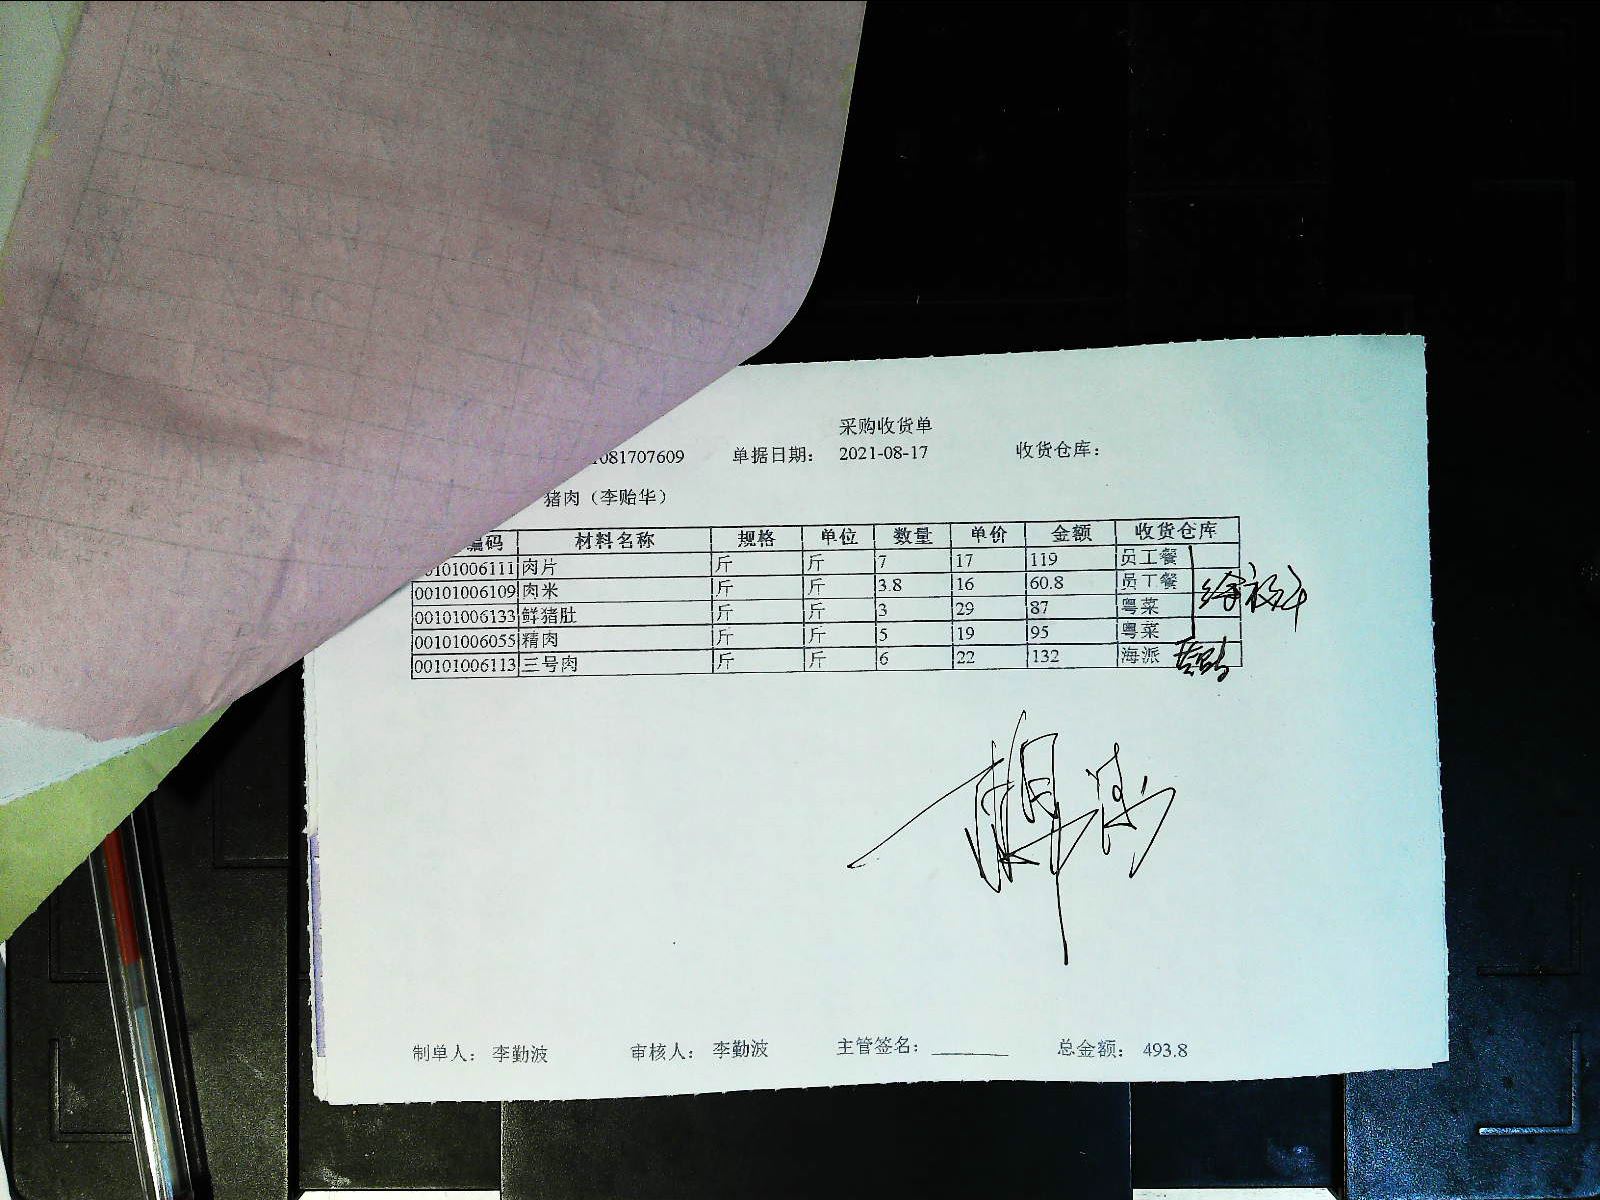 采购收货单
1081707609 单据日期： 2021-08-17 收货仓库：
猪肉（李贻华）
编码 材料名称 规格 单位 数量 单价 金额 收货仓库
00101006111 肉片 斤 斤 7 17 119 员工餐
00101006109 肉米 斤 斤 3.8 16 60.8 员工餐
00101006133 鲜猪肚 斤 斤 3 29 87 粤菜
00101006055 精肉 斤 斤 5 19 95 粤菜
00101006113 三号肉 斤 斤 6 22 132 海派
制单人： 李勤波 审核人： 李勤波 主管签名： 总金额： 493.8